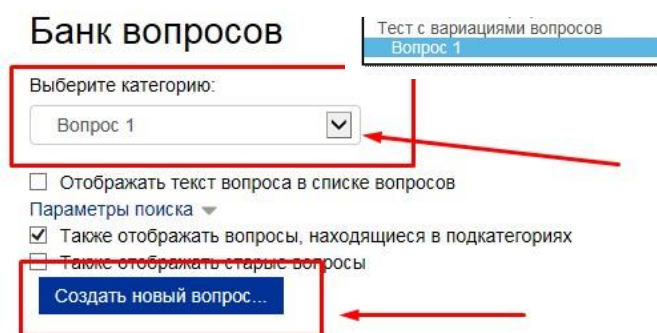 Банк вопросов
Тест с вариациями вопросов
Вопрос 1
Выберите категорию:
Вопрос 1
Отображать текст вопроса в списке вопросов
Параметры поиска
Также отображать вопросы, находящиеся в подкатегориях
Также отображать старые вопросы
Создать новый вопрос...